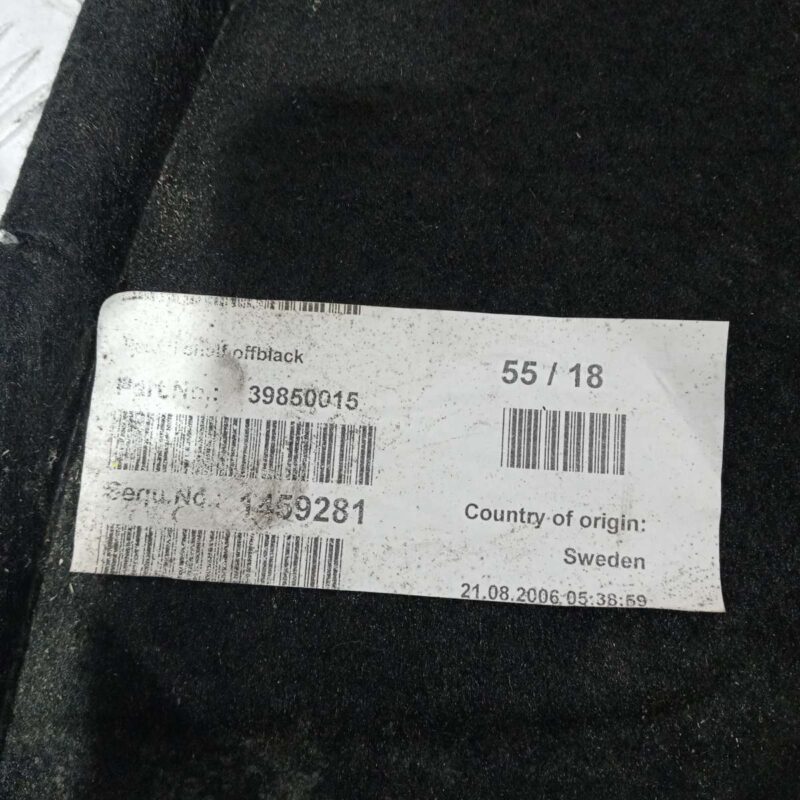 shelf offblack
Part.No.: 39850015
Sequ.No.: 1459281
55 / 18
Country of origin:
Sweden
21.08.2006 05:38:59